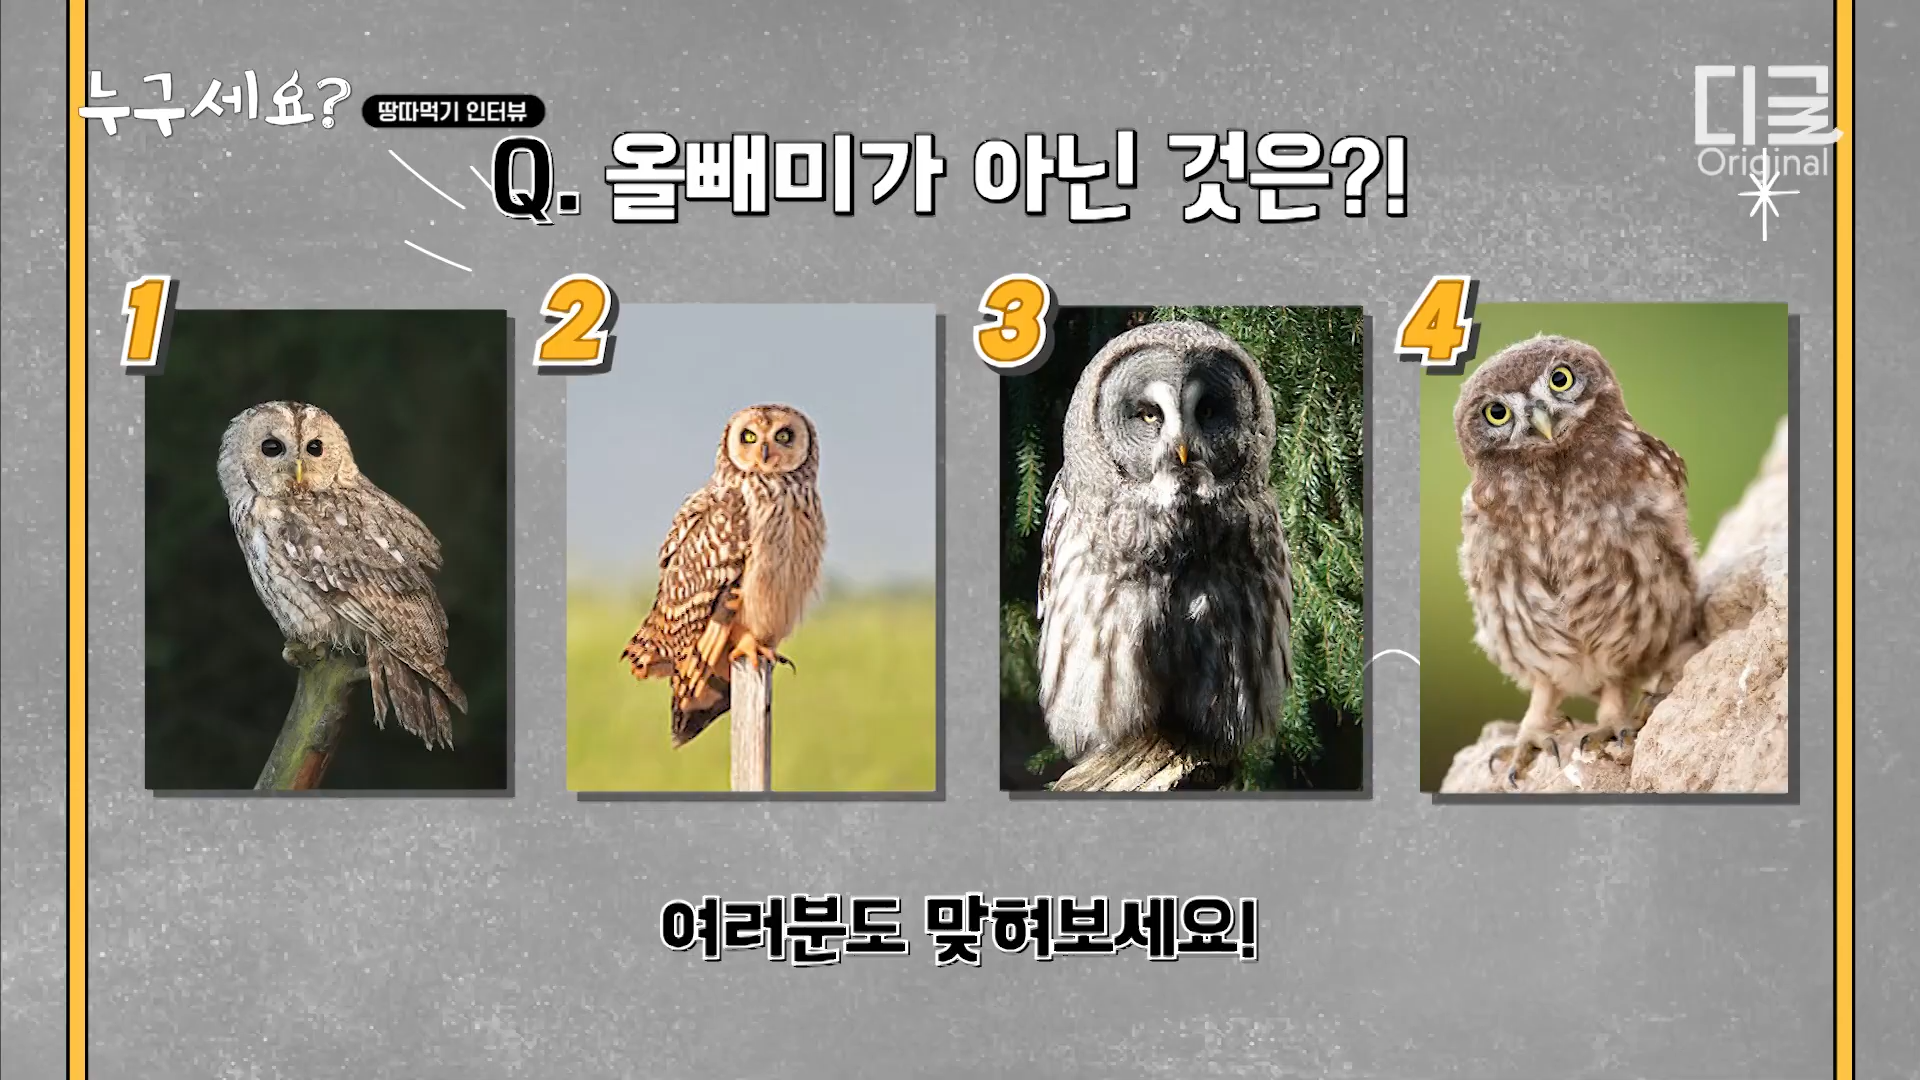 누구세요?
땅따먹기 인터뷰
디글
Original
Q. 올빼미가 아닌 것은?!
1
2
3
4
여러분도 맞혀보세요!